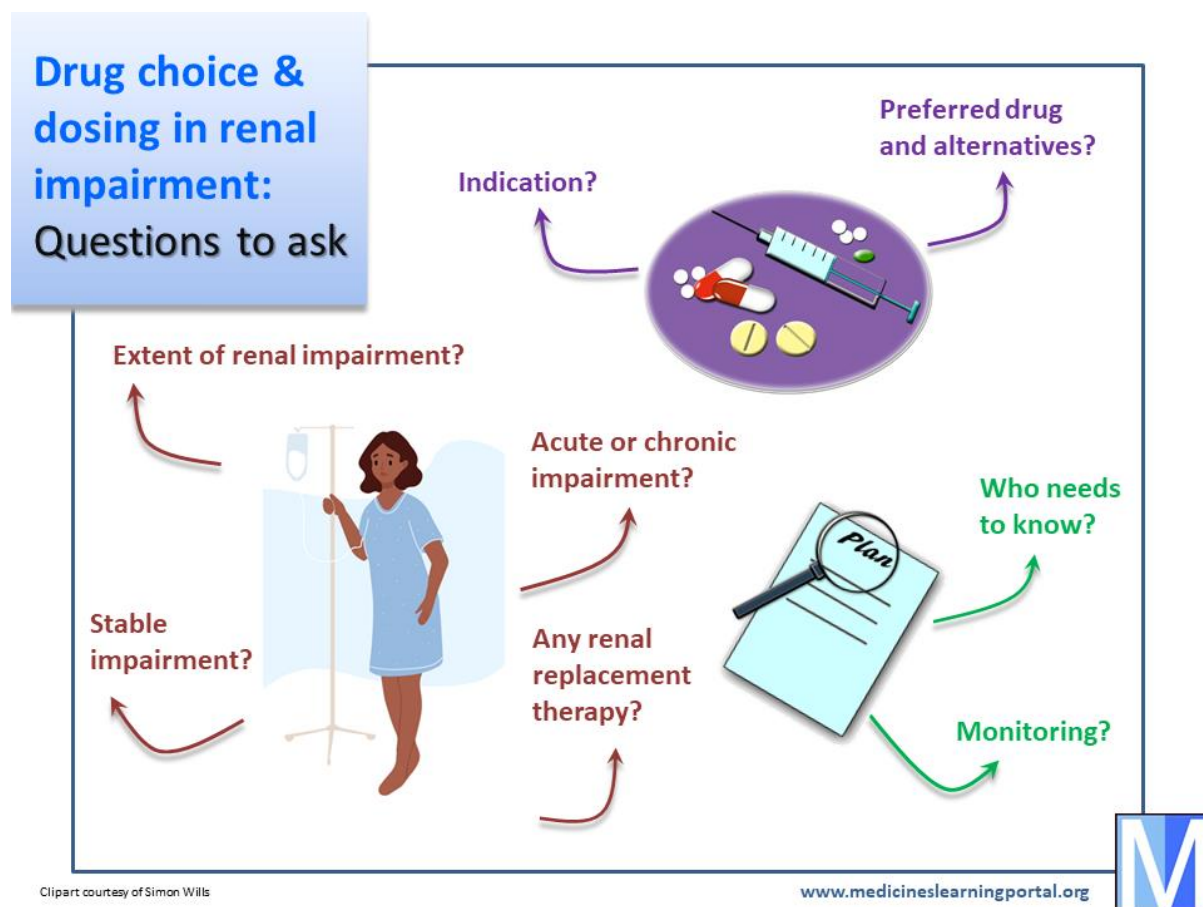 Drug choice &
dosing in renal
impairment:
Questions to ask
Indication?
Preferred drug
and alternatives?
Extent of renal impairment?
Acute or chronic
impairment?
Stable
impairment?
Any renal
replacement
therapy?
Plan
Who needs
to know?
Monitoring?
Clipart courtesy of Simon Wills
www.medicineslearningportal.org
M